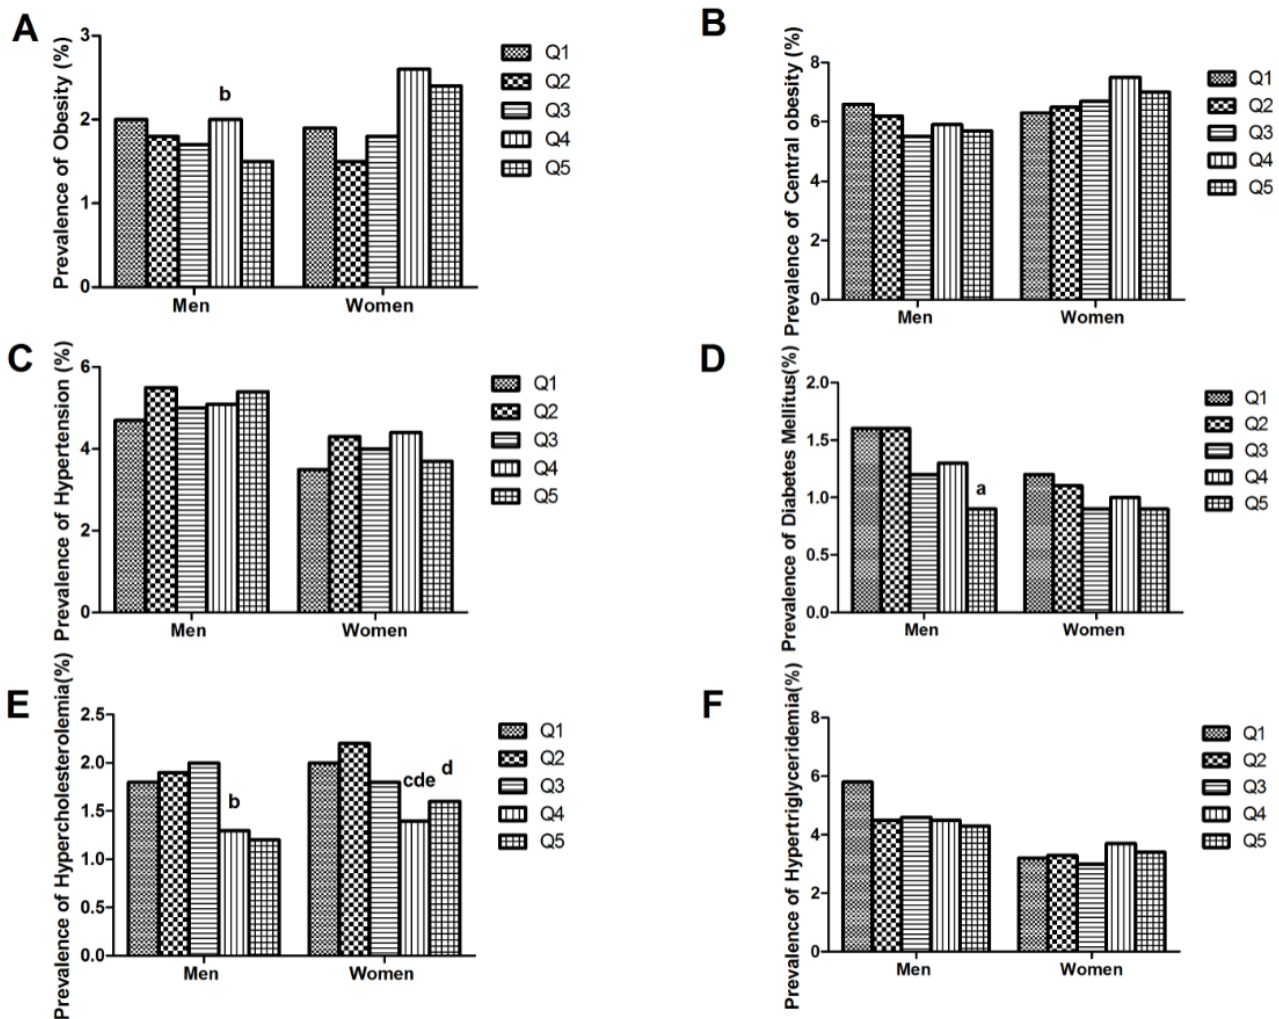 A
Prevalence of Obesity (%)
3
2
1
0
b
Men
Women
Q1
Q2
Q3
Q4
Q5
B
Prevalence of Central obesity (%)
8
6
4
2
0
Men
Women
Q1
Q2
Q3
Q4
Q5
C
Prevalence of Hypertension (%)
6
4
2
0
Men
Women
Q1
Q2
Q3
Q4
Q5
D
Prevalence of Diabetes Mellitus(%)
2.0
1.5
1.0
0.5
0.0
a
Men
Women
Q1
Q2
Q3
Q4
Q5
E
Prevalence of Hypercholesterolemia(%)
2.5
2.0
1.5
1.0
0.5
0.0
b
cde
d
Men
Women
Q1
Q2
Q3
Q4
Q5
F
Prevalence of Hypertriglyceridemia(%)
8
6
4
2
0
Men
Women
Q1
Q2
Q3
Q4
Q5